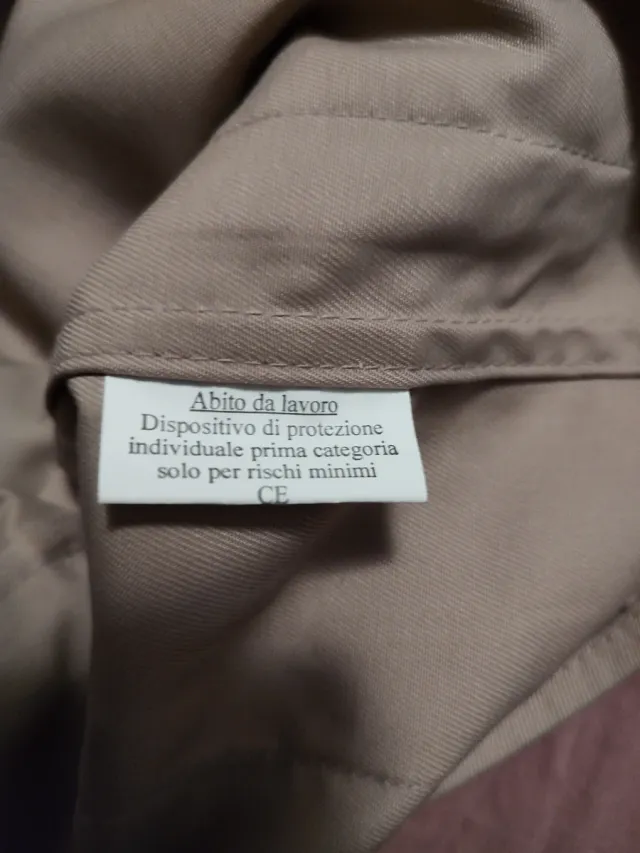 Abito da lavoro
Dispositivo di protezione
individuale prima categoria
solo per rischi minimi
CE